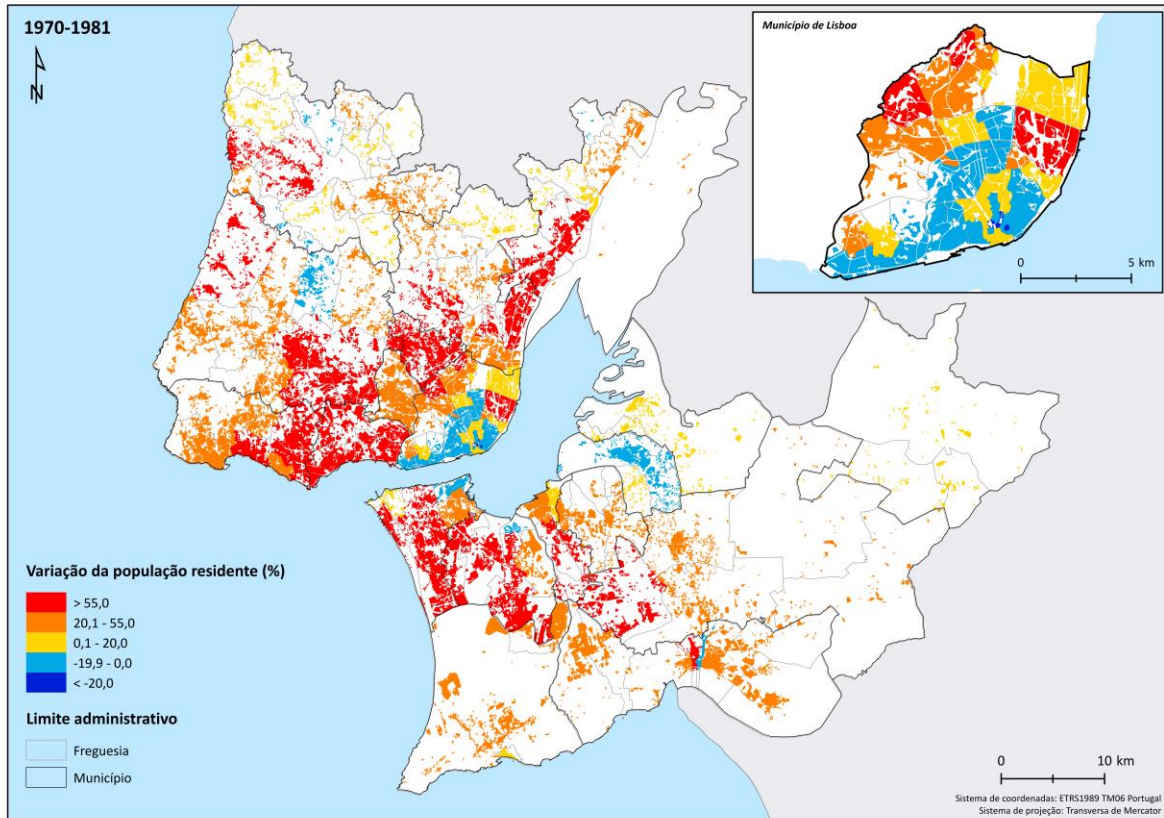 1970-1981
N
Município de Lisboa
0 5 km
Variação da população residente (%)
> 55,0
20,1 - 55,0
0,1 - 20,0
-19,9 - 0,0
< -20,0
Limite administrativo
Freguesia
Município
0 10 km
Sistema de coordenadas: ETRS1989 TM06 Portugal
Sistema de projeção: Transversa de Mercator